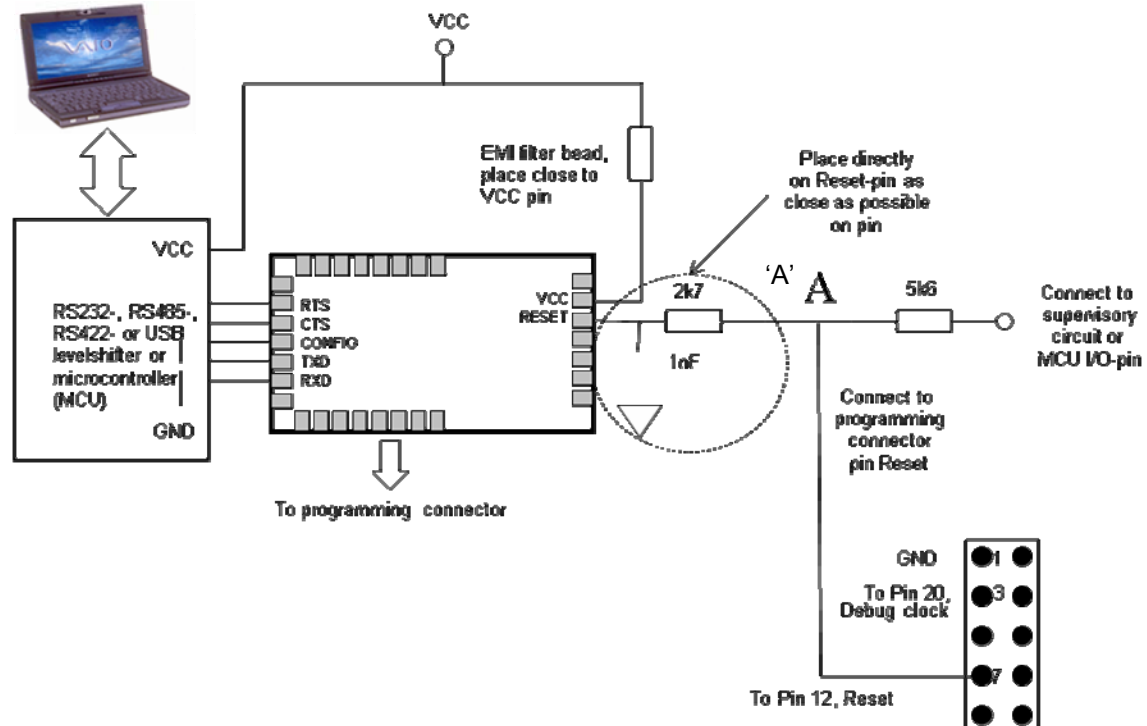 VCC
VAIO
EMI filter bead,
place close to
VCC pin
Place directly
on Reset-pin as
close as possible
on pin
VCC
RS232-, RS485-,
RS422- or USB
levelshifter or
microcontroller
(MCU)
GND
RTS
CTS
CONFIG
TXD
RXD
VCC
RESET
2k7
1nF
'A' A
5k6
Connect to
supervisory
circuit or
MCU I/O-pin
Connect to
programming
connector
pin Reset
To programming connector
GND
1
To Pin 20,
Debug clock
3
7
To Pin 12, Reset